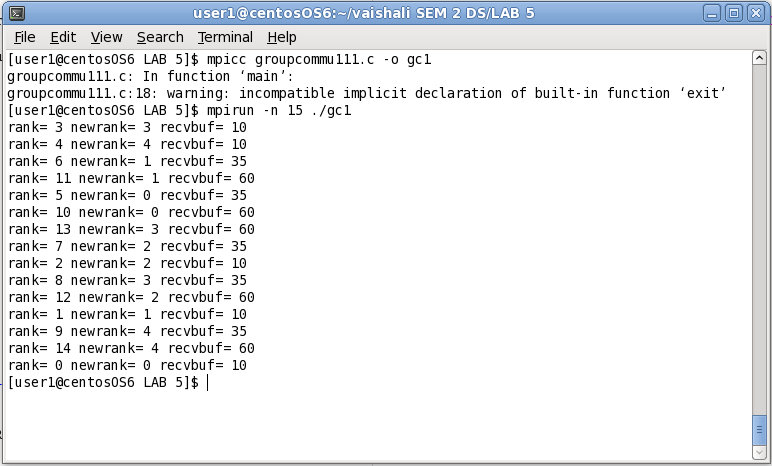 user1@centosOS6:~/vaishali SEM 2 DS/LAB 5
File Edit View Search Terminal Help
[user1@centosOS6 LAB 5]$ mpicc groupcommu111.c -o gc1
groupcommu111.c: In function ‘main’:
groupcommu111.c:18: warning: incompatible implicit declaration of built-in function ‘exit’
[user1@centosOS6 LAB 5]$ mpirun -n 15 ./gc1
rank= 3 newrank= 3 recvbuf= 10
rank= 4 newrank= 4 recvbuf= 10
rank= 6 newrank= 1 recvbuf= 35
rank= 11 newrank= 1 recvbuf= 60
rank= 5 newrank= 0 recvbuf= 35
rank= 10 newrank= 0 recvbuf= 60
rank= 13 newrank= 3 recvbuf= 60
rank= 7 newrank= 2 recvbuf= 35
rank= 2 newrank= 2 recvbuf= 10
rank= 8 newrank= 3 recvbuf= 35
rank= 12 newrank= 2 recvbuf= 60
rank= 1 newrank= 1 recvbuf= 10
rank= 9 newrank= 4 recvbuf= 35
rank= 14 newrank= 4 recvbuf= 60
rank= 0 newrank= 0 recvbuf= 10
[user1@centosOS6 LAB 5]$